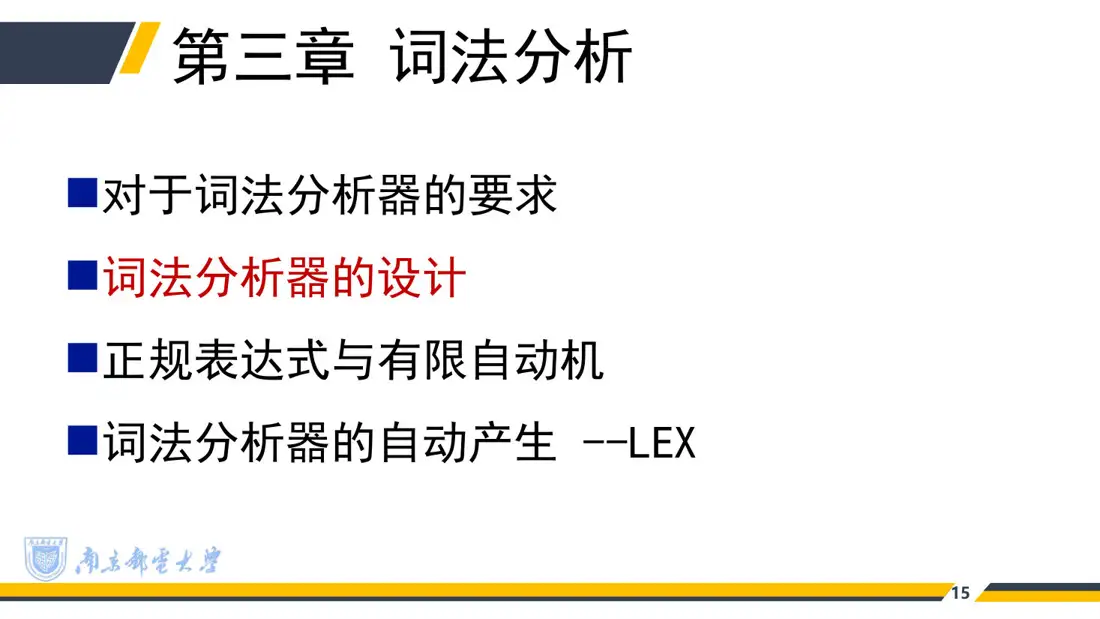 第三章 词法分析
对于词法分析器的要求
词法分析器的设计
正规表达式与有限自动机
词法分析器的自动产生 --LEX
南京邮电大学
15